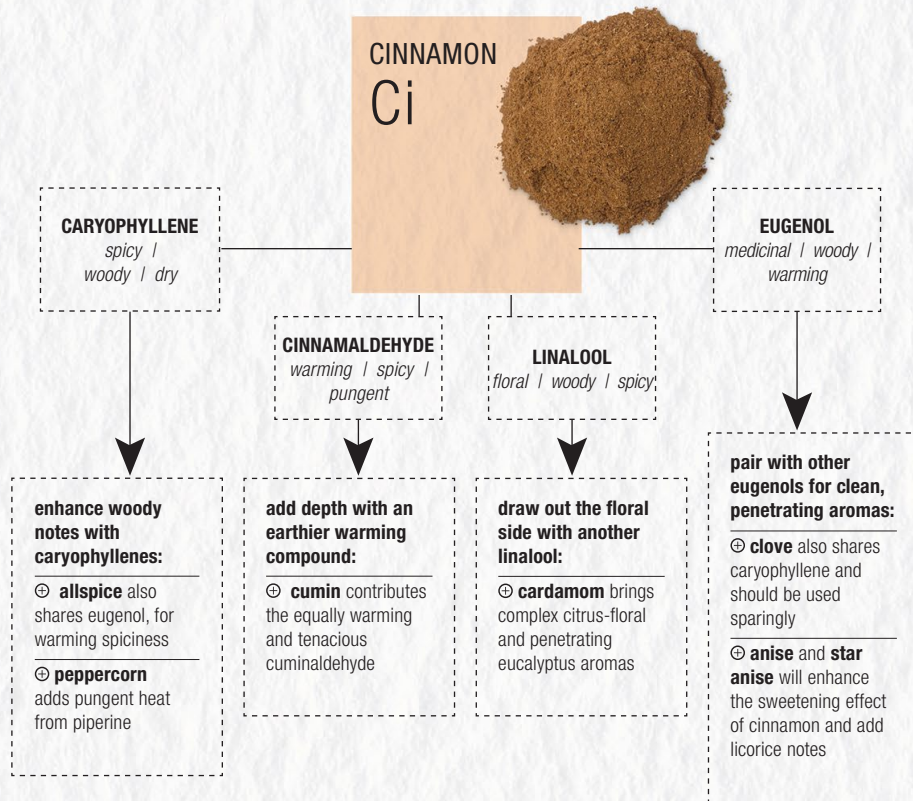 CINNAMON
Ci
CARYOPHYLLENE
spicy |
woody | dry
EUGENOL
medicinal | woody |
warming
CINNAMALDEHYDE
warming | spicy |
pungent
LINALOOL
floral | woody | spicy
enhance woody
notes with
caryophyllenes:
⊕ allspice also
shares eugenol, for
warming spiciness
⊕ peppercorn
adds pungent heat
from piperine
add depth with an
earthier warming
compound:
⊕ cumin contributes
the equally warming
and tenacious
cuminaldehyde
draw out the floral
side with another
linalool:
⊕ cardamom brings
complex citrus-floral
and penetrating
eucalyptus aromas
pair with other
eugenols for clean,
penetrating aromas:
⊕ clove also shares
caryophyllene and
should be used
sparingly
⊕ anise and star
anise will enhance
the sweetening effect
of cinnamon and add
licorice notes